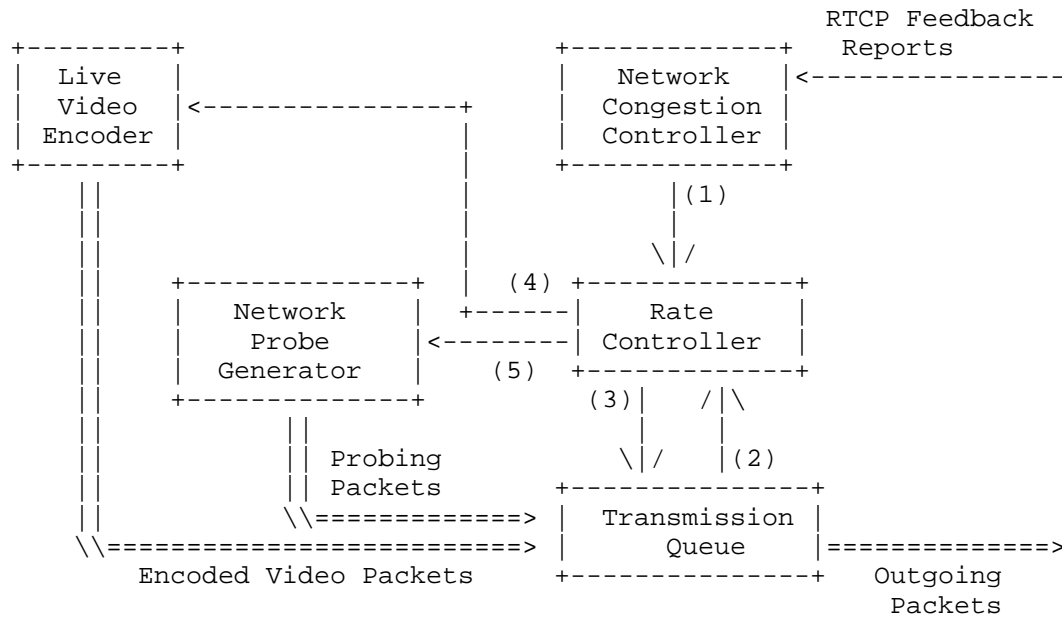 RTCP Feedback
Reports
Live
Video
Encoder
Network
Congestion
Controller
(1)
(4)
Network
Probe
Generator
Rate
Controller
(5)
(3)
(2)
Probing
Packets
Transmission
Queue
Encoded Video Packets
Outgoing
Packets